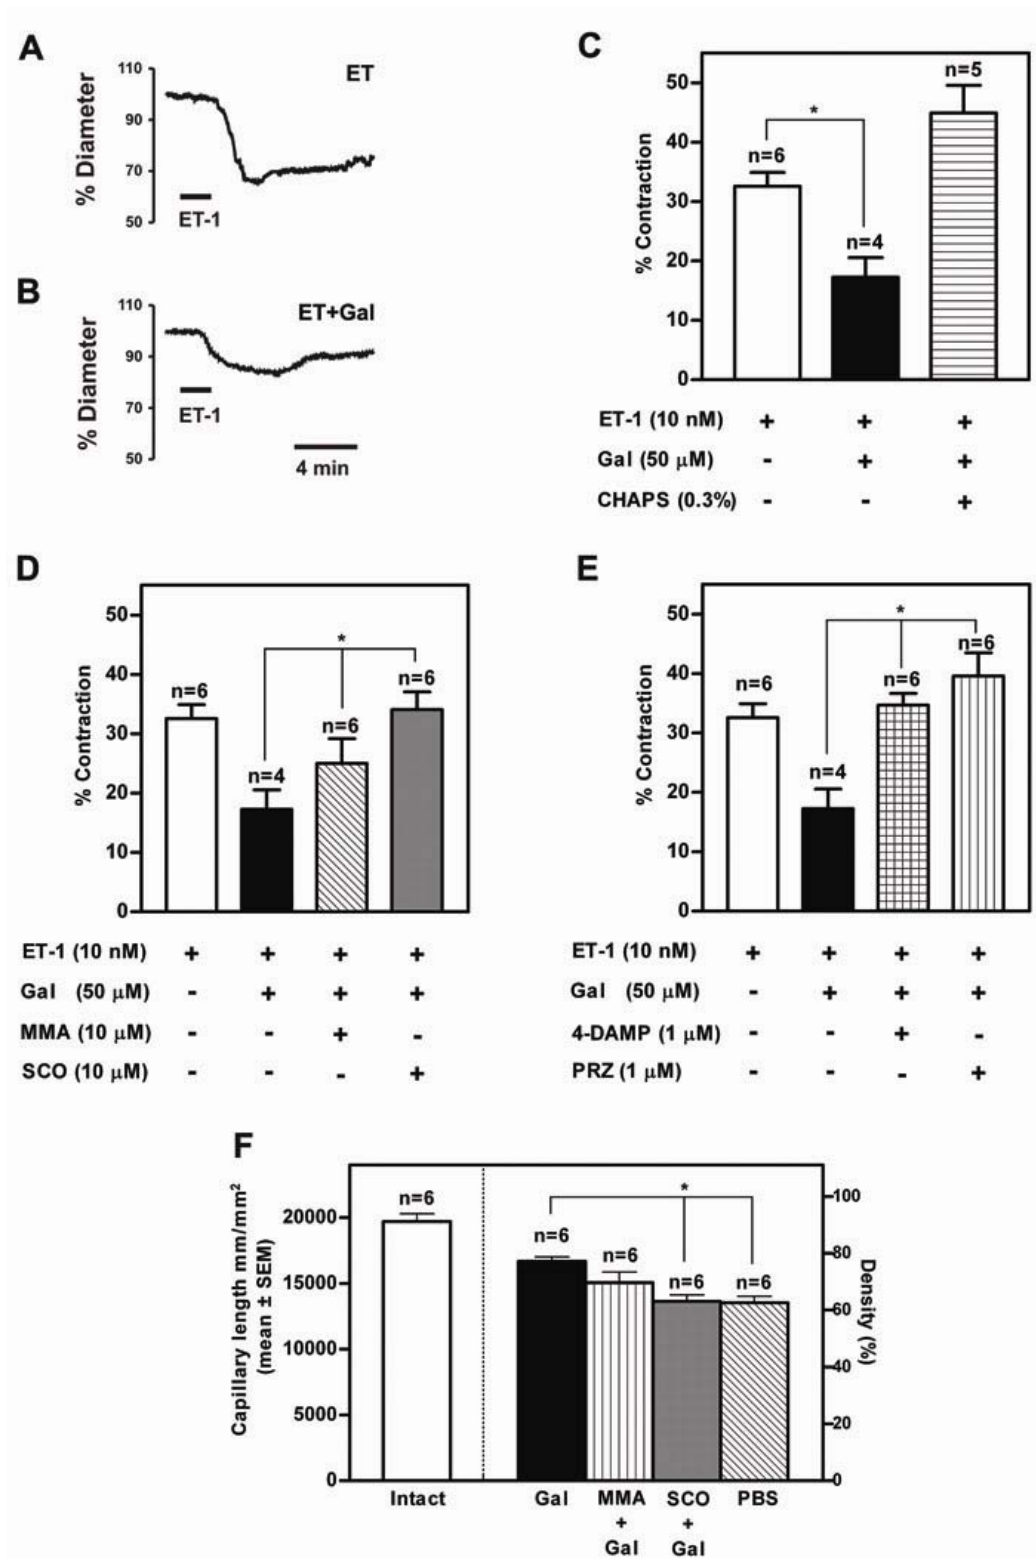 A
110
ET
90
% Diameter
70
ET-1
50
B
110
ET+Gal
90
% Diameter
70
ET-1
50
4 min
C
50
n=5
40
*
n=6
% Contraction
30
n=4
20
10
0
ET-1 (10 nM) + + +
Gal (50 μM) - + +
CHAPS (0.3%) - - +
D
50
*
40
n=6
n=6
% Contraction
n=6
30
n=4
20
10
0
ET-1 (10 nM) + + + +
Gal (50 μM) - + + +
MMA (10 μM) - - + -
SCO (10 μM) - - - +
E
50
*
n=6
40
n=6
n=6
% Contraction
30
n=4
20
10
0
ET-1 (10 nM) + + + +
Gal (50 μM) - + + +
4-DAMP (1 μM) - - + -
PRZ (1 μM) - - - +
F
Capillary length mm/mm²
(mean ± SEM)
20000
15000
10000
5000
0
n=6
*
n=6
n=6
n=6
n=6
100
80
60
40
20
0
Density (%)
Intact Gal MMA SCO PBS
+ +
Gal Gal